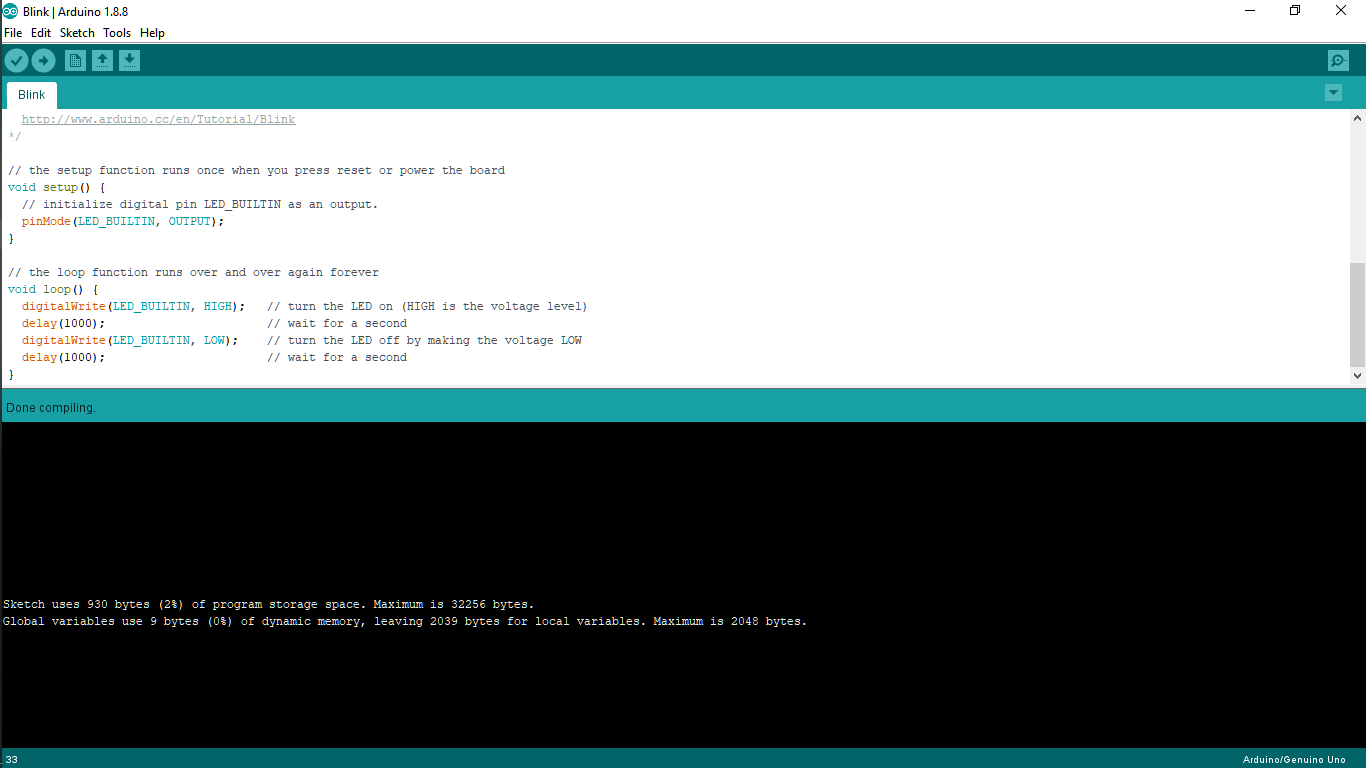 Blink | Arduino 1.8.8
File Edit Sketch Tools Help
Blink
http://www.arduino.cc/en/Tutorial/Blink
*/
// the setup function runs once when you press reset or power the board
void setup() {
  // initialize digital pin LED_BUILTIN as an output.
  pinMode(LED_BUILTIN, OUTPUT);
}
// the loop function runs over and over again forever
void loop() {
  digitalWrite(LED_BUILTIN, HIGH);   // turn the LED on (HIGH is the voltage level)
  delay(1000);                       // wait for a second
  digitalWrite(LED_BUILTIN, LOW);    // turn the LED off by making the voltage LOW
  delay(1000);                       // wait for a second
}
Done compiling.
Sketch uses 930 bytes (2%) of program storage space. Maximum is 32256 bytes.
Global variables use 9 bytes (0%) of dynamic memory, leaving 2039 bytes for local variables. Maximum is 2048 bytes.
33 Arduino/Genuino Uno